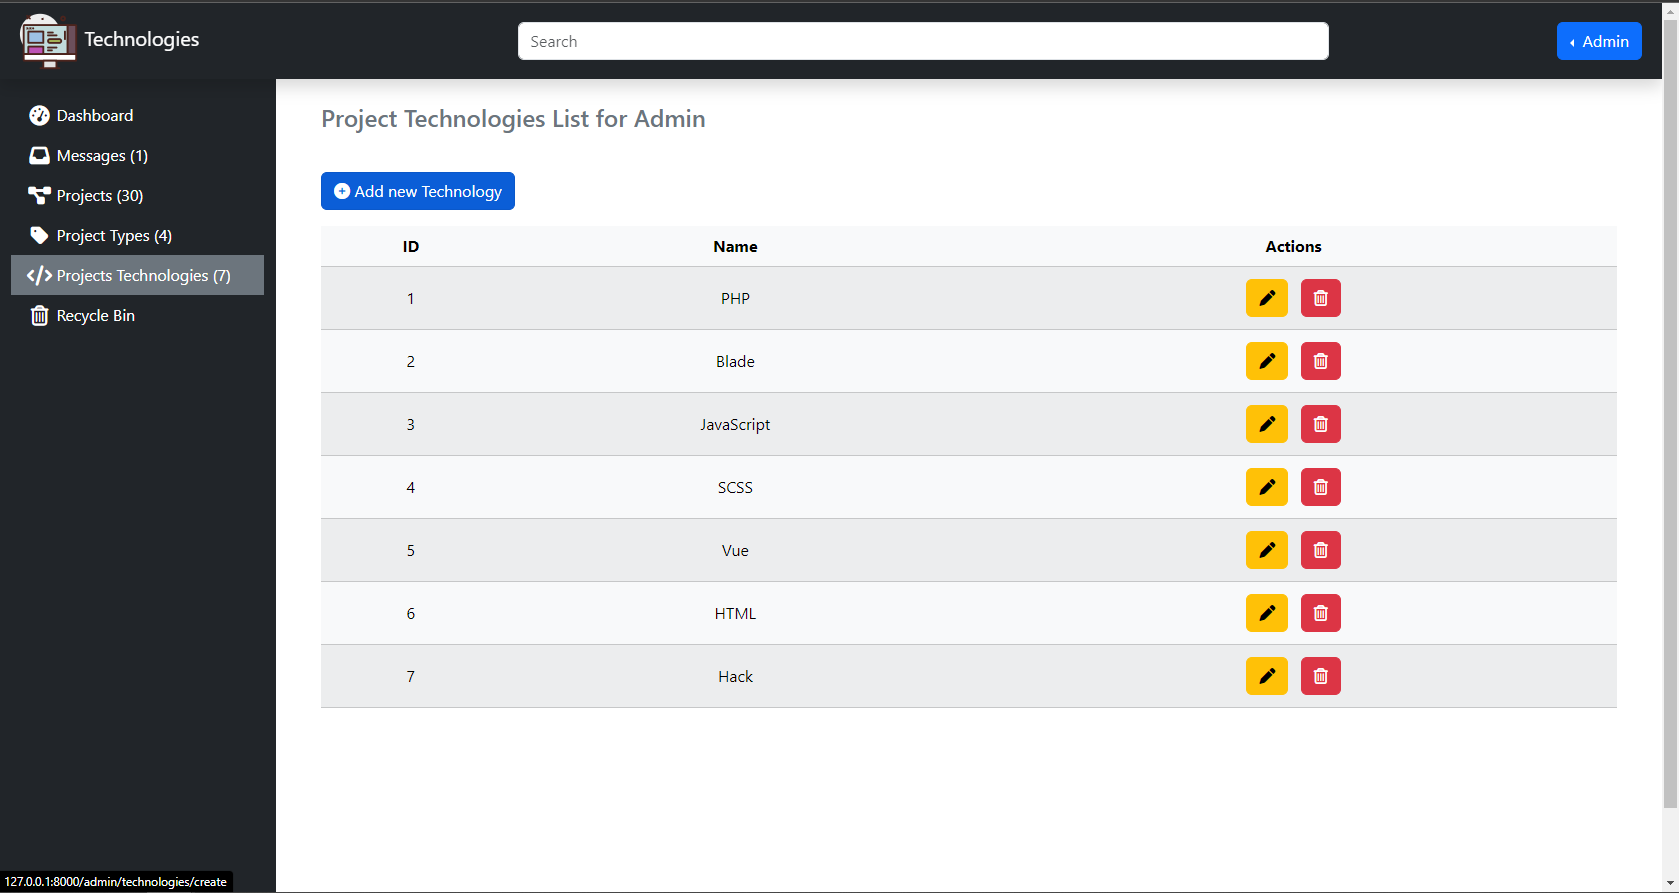 Technologies
Search
Admin
Dashboard
Messages (1)
Projects (30)
Project Types (4)
Projects Technologies (7)
Recycle Bin
Project Technologies List for Admin
Add new Technology
ID Name Actions
1 PHP
2 Blade
3 JavaScript
4 SCSS
5 Vue
6 HTML
7 Hack
127.0.0.1:8000/admin/technologies/create